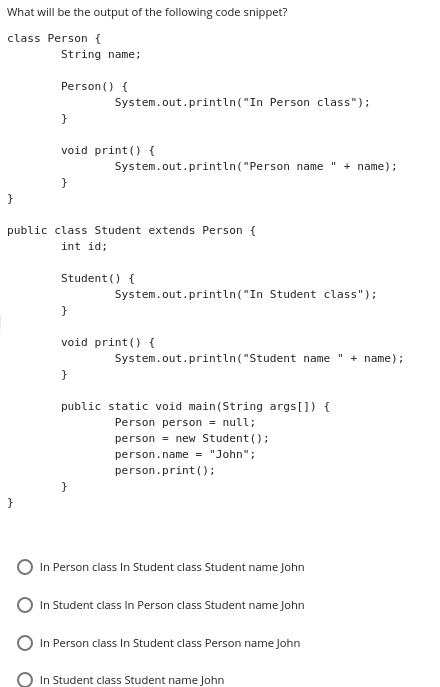 What will be the output of the following code snippet?
class Person {
String name;
Person() {
System.out.println("In Person class");
}
void print() {
System.out.println("Person name " + name);
}
}
public class Student extends Person {
int id;
Student() {
System.out.println("In Student class");
}
void print() {
System.out.println("Student name " + name);
}
public static void main(String args[]) {
Person person = null;
person = new Student();
person.name = "John";
person.print();
}
}
In Person class In Student class Student name John
In Student class In Person class Student name John
In Person class In Student class Person name John
In Student class Student name John